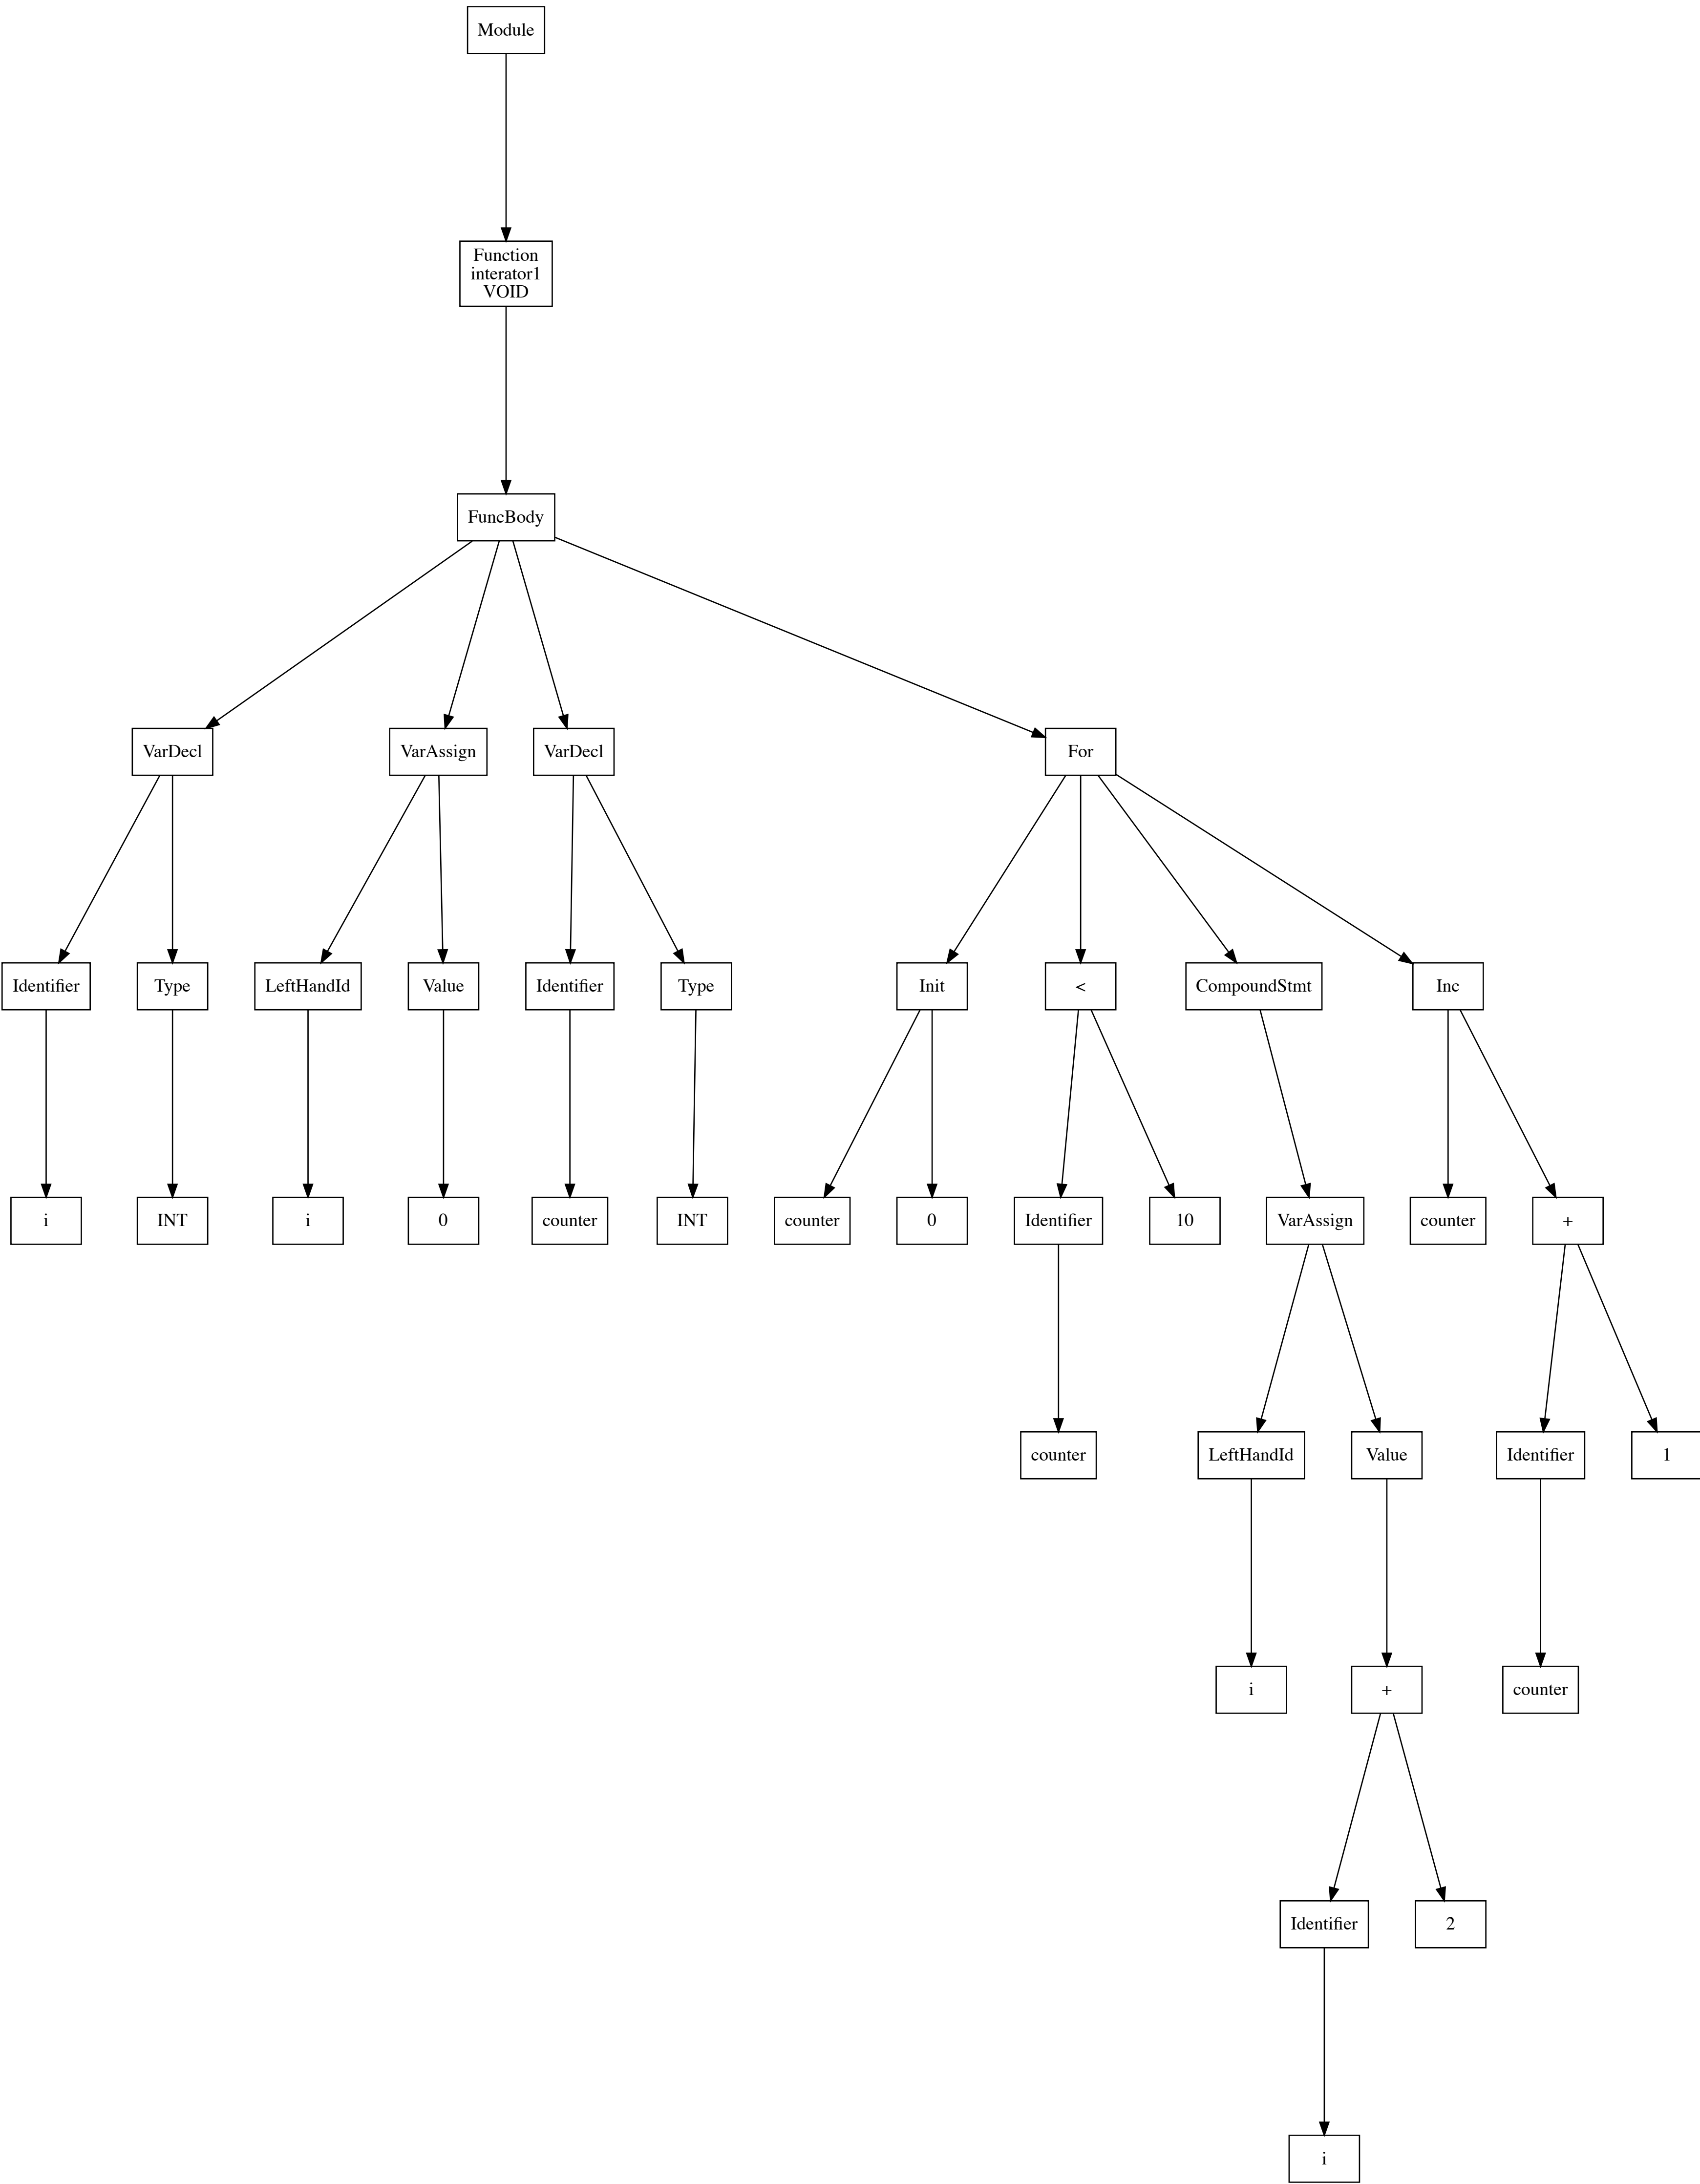 Module
Function
interator1
VOID
FuncBody
VarDecl
VarAssign
VarDecl
For
Identifier
Type
LeftHandId
Value
Identifier
Type
Init
<
CompoundStmt
Inc
i
INT
i
0
counter
INT
counter
0
Identifier
10
VarAssign
counter
+
counter
LeftHandId
Value
Identifier
1
i
+
counter
Identifier
2
i